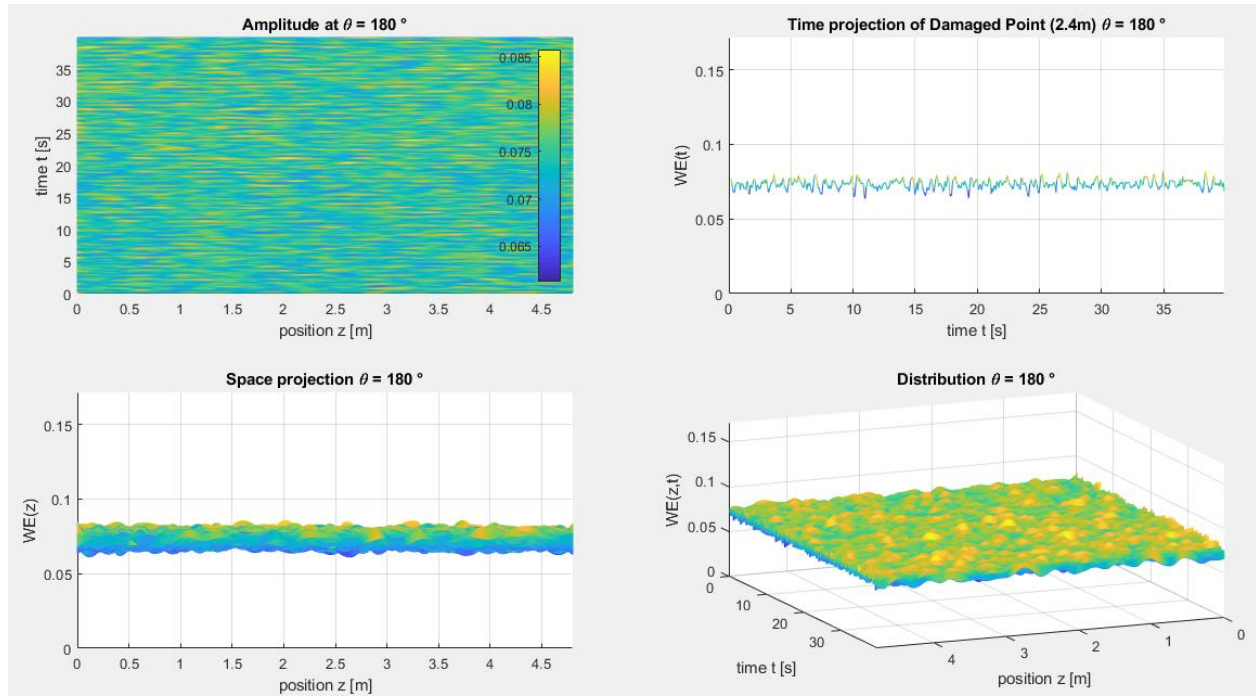 Amplitude at θ = 180 °
35
30
25
20
15
10
5
0
time t [s]
0 0.5 1 1.5 2 2.5 3 3.5 4 4.5
position z [m]
0.085
0.08
0.075
0.07
0.065
Time projection of Damaged Point (2.4m) θ = 180 °
0.15
0.1
0.05
0
WE(t)
0 5 10 15 20 25 30 35
time t [s]
Space projection θ = 180 °
0.15
0.1
0.05
0
WE(z)
0 0.5 1 1.5 2 2.5 3 3.5 4 4.5
position z [m]
Distribution θ = 180 °
0.15
0.1
0.05
0
WE(z,t)
0
10
20
30
time t [s]
4 3 2 1 0
position z [m]